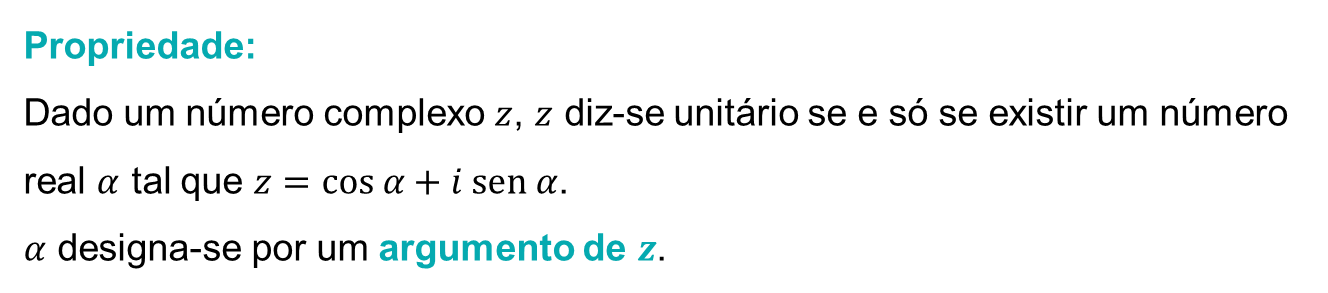 Propriedade:
Dado um número complexo z, z diz-se unitário se e só se existir um número
real α tal que z = cos α + i sen α.
α designa-se por um argumento de z.